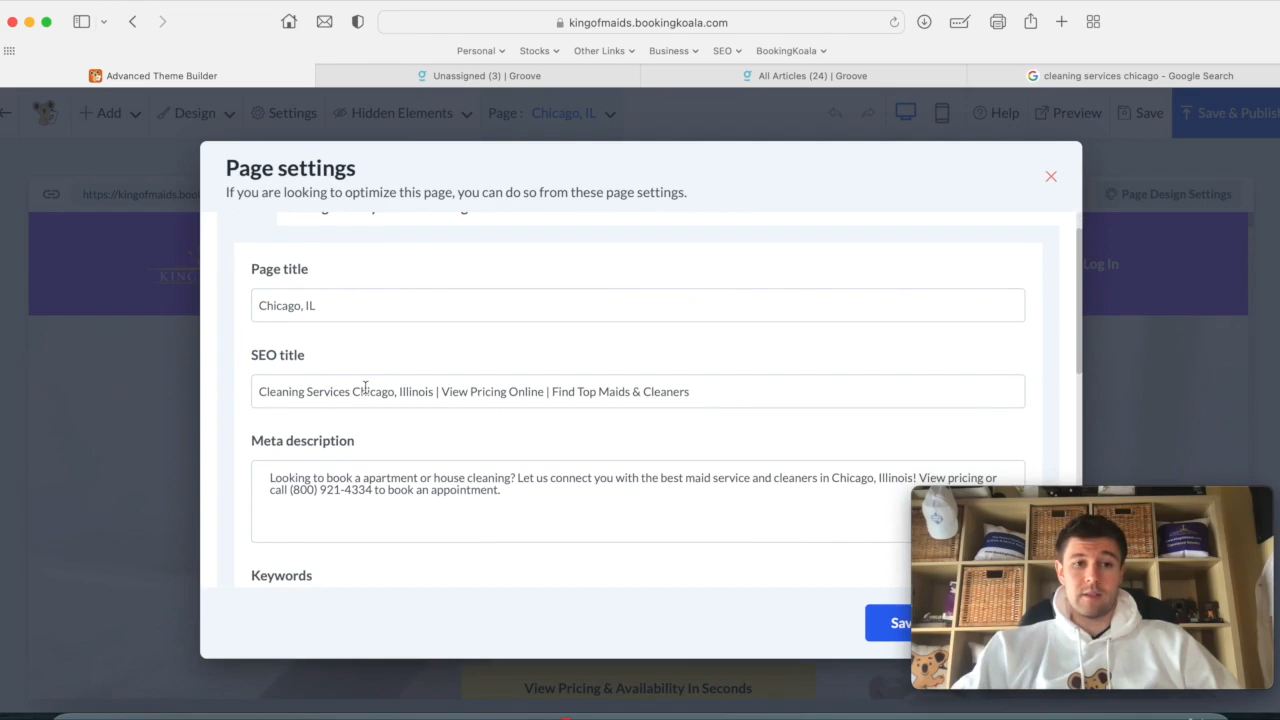 kingofmaids.bookingkoala.com
Personal Stocks Other Links Business SEO BookingKoala
Advanced Theme Builder Unassigned (3) | Groove All Articles (24) | Groove cleaning services chicago - Google Search
Add Design Settings Hidden Elements Page : Chicago, IL Help Preview Save Save & Publis
Page settings
If you are looking to optimize this page, you can do so from these page settings.
https://kingofmaids.boo
Page Design Settings
Log In
KING
Page title
Chicago, IL
SEO title
Cleaning Services Chicago, Illinois | View Pricing Online | Find Top Maids & Cleaners
Meta description
Looking to book a apartment or house cleaning? Let us connect you with the best maid service and cleaners in Chicago, Illinois! View pricing or
call (800) 921-4334 to book an appointment.
Keywords
Sav
View Pricing & Availability In Seconds